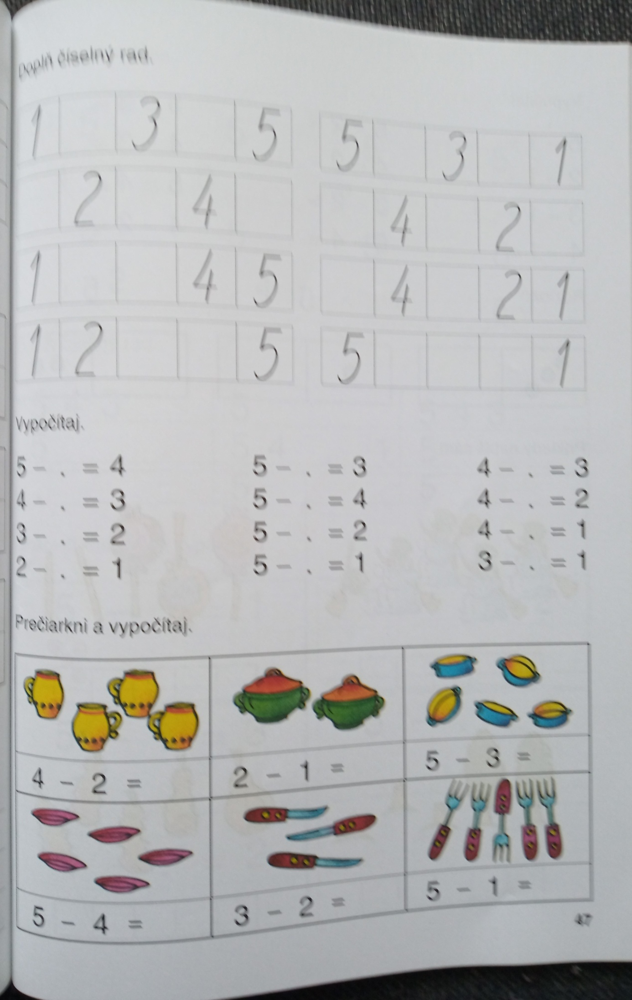 Doplň číselný rad.
1 3 5 5 3 1
2 4 4 2
1 4 5 4 2 1
1 2 5 5 1
Vypočítaj.
5 – . = 4 5 – . = 3 4 – . = 3
4 – . = 3 5 – . = 4 4 – . = 2
3 – . = 2 5 – . = 2 4 – . = 1
2 – . = 1 5 – . = 1 3 – . = 1
Prečiarkni a vypočítaj.
4 – 2 = 2 – 1 = 5 – 3 =
5 – 4 = 3 – 2 = 5 – 1 =
47